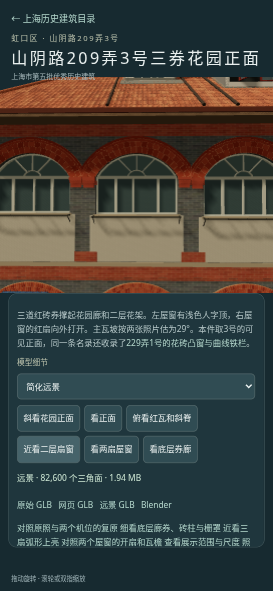 ← 上海历史建筑目录
虹口区 · 山阴路209弄3号
山阴路209弄3号三券花园正面
上海市第五批优秀历史建筑
三道红砖券撑起花园廊和二层花架。左屋窗有浅色人字顶，右屋
窗的红扇向外打开。主瓦坡按两张照片估为29°。本件取3号的可
见正面，同一条名录还收录了229弄1号的花砖凸窗与曲线铁栏。
模型细节
简化远景
斜看花园正面 看正面 俯看红瓦和斜脊
近看二层扇窗 看两扇屋窗 看底层券廊
远景 · 82,600 个三角面 · 1.94 MB
原始 GLB 网页 GLB 远景 GLB Blender
对照原照与两个机位的复原 细看底层廊券、砖柱与栅罩 近看三
扇弧形上亮 对照两个屋窗的开扇和瓦檐 查看展示范围与尺度 照
拖动旋转 · 滚轮或双指缩放